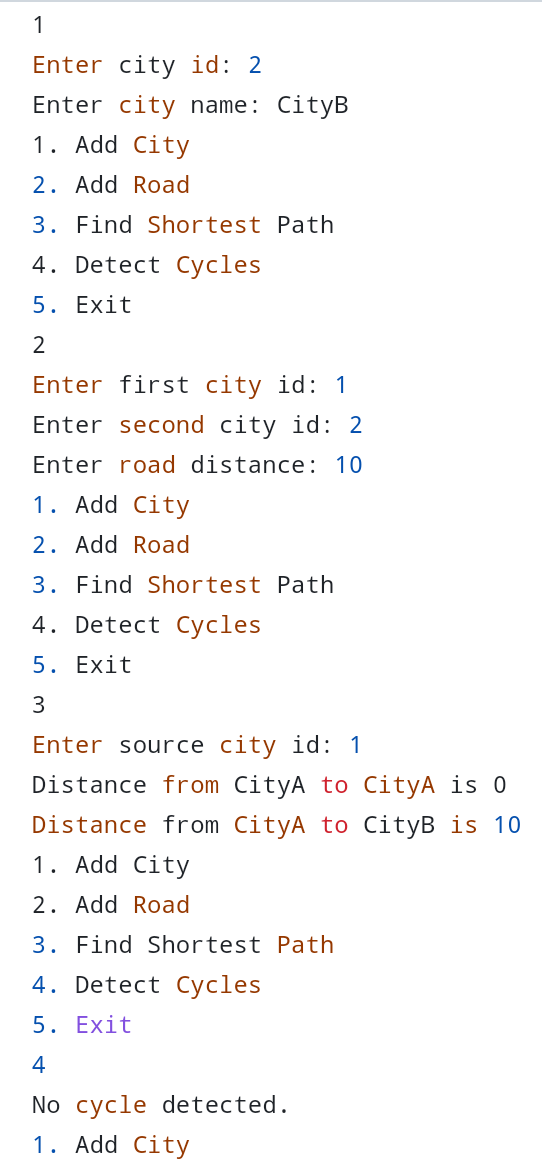 1
Enter city id: 2
Enter city name: CityB
1. Add City
2. Add Road
3. Find Shortest Path
4. Detect Cycles
5. Exit
2
Enter first city id: 1
Enter second city id: 2
Enter road distance: 10
1. Add City
2. Add Road
3. Find Shortest Path
4. Detect Cycles
5. Exit
3
Enter source city id: 1
Distance from CityA to CityA is 0
Distance from CityA to CityB is 10
1. Add City
2. Add Road
3. Find Shortest Path
4. Detect Cycles
5. Exit
4
No cycle detected.
1. Add City